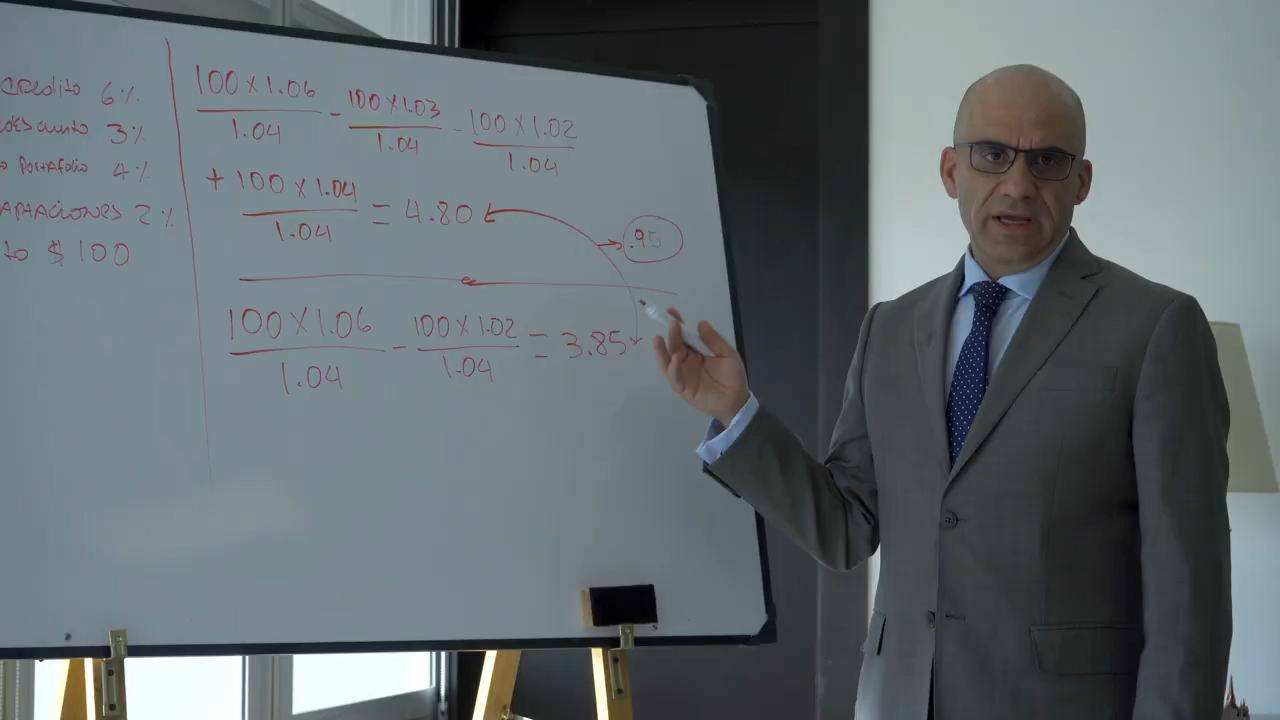 CREDITO 6%
DESCUENTO 3%
PORTAFOLIO 4%
CAPTACIONES 2%
$100
100 x 1.06 / 1.04 - 100 x 1.03 / 1.04 - 100 x 1.02 / 1.04
+ 100 x 1.04 / 1.04 = 4.80
.95
100 x 1.06 / 1.04 - 100 x 1.02 / 1.04 = 3.85